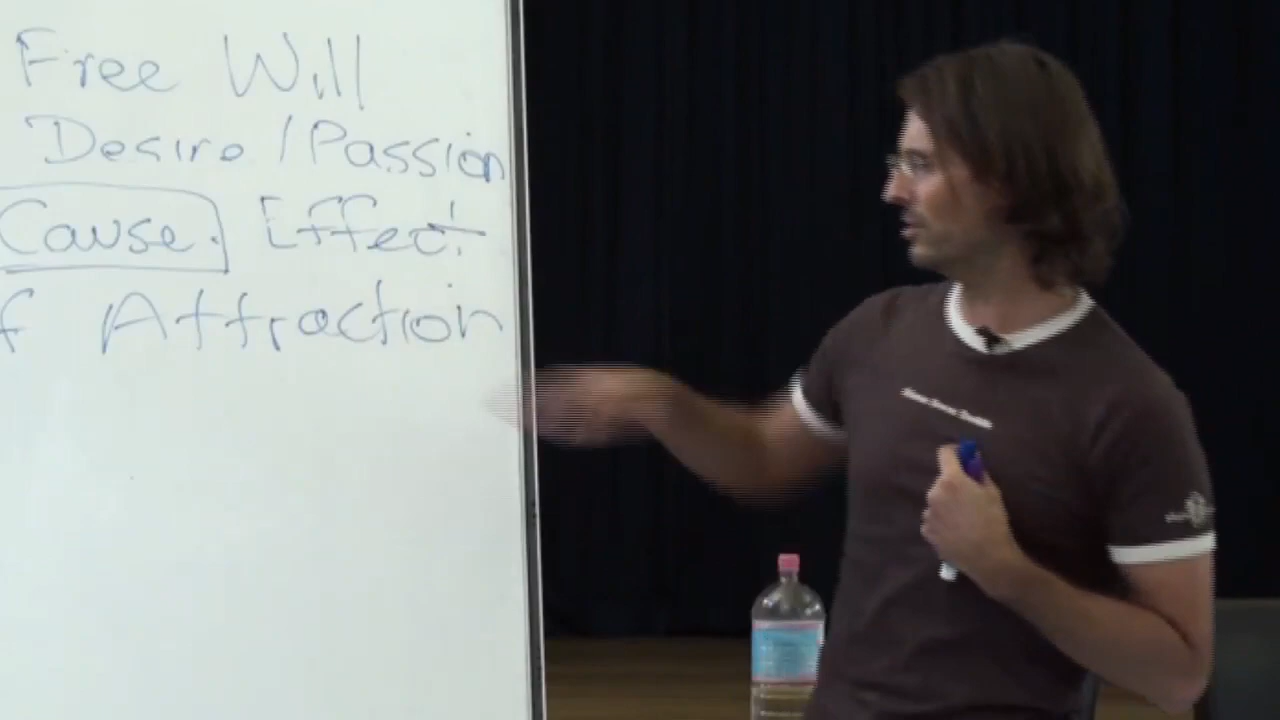 Free Will
Desire / Passion
Cause. Effect.
f Attraction